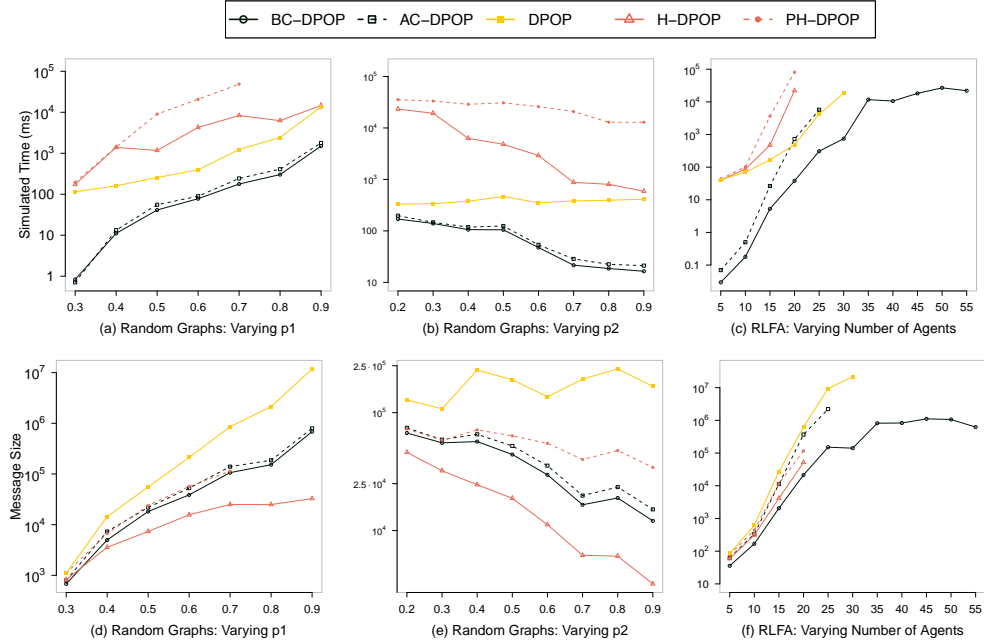 BC−DPOP AC−DPOP DPOP H−DPOP PH−DPOP
Simulated Time (ms)
10^5
10^4
10^3
100
10
1
0.3 0.4 0.5 0.6 0.7 0.8 0.9
(a) Random Graphs: Varying p1
10^5
10^4
10^3
100
10
0.2 0.3 0.4 0.5 0.6 0.7 0.8 0.9
(b) Random Graphs: Varying p2
10^5
10^4
10^3
100
10
1
0.1
5 10 15 20 25 30 35 40 45 50 55
(c) RLFA: Varying Number of Agents
Message Size
10^7
10^6
10^5
10^4
10^3
0.3 0.4 0.5 0.6 0.7 0.8 0.9
(d) Random Graphs: Varying p1
2.5 · 10^5
10^5
2.5 · 10^4
10^4
0.2 0.3 0.4 0.5 0.6 0.7 0.8 0.9
(e) Random Graphs: Varying p2
10^7
10^6
10^5
10^4
10^3
10^2
10
5 10 15 20 25 30 35 40 45 50 55
(f) RLFA: Varying Number of Agents